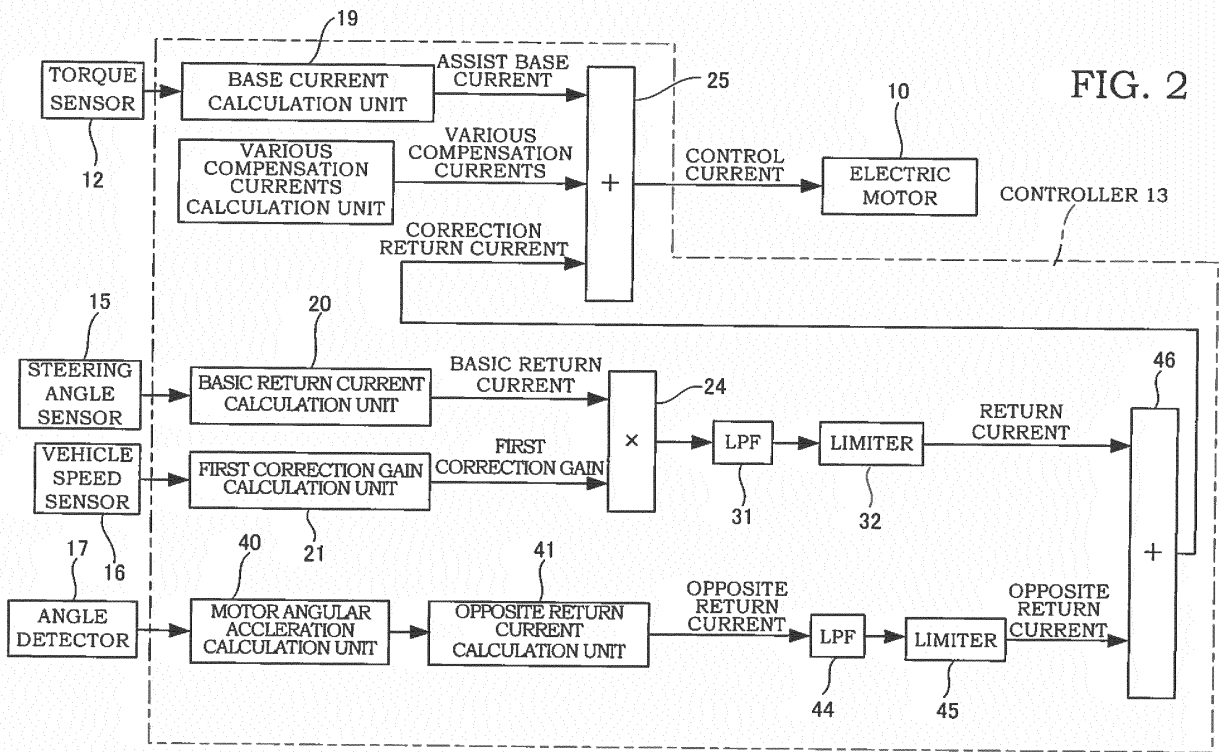 FIG. 2
19
ASSIST BASE
CURRENT
25
TORQUE
SENSOR
BASE CURRENT
CALCULATION UNIT
12
VARIOUS
COMPENSATION
CURRENTS
CALCULATION UNIT
VARIOUS
COMPENSATION
CURRENTS
+
CONTROL
CURRENT
10
ELECTRIC
MOTOR
CONTROLLER 13
CORRECTION
RETURN CURRENT
15
STEERING
ANGLE
SENSOR
20
BASIC RETURN CURRENT
CALCULATION UNIT
BASIC RETURN
CURRENT
24
×
VEHICLE
SPEED
SENSOR
16
FIRST CORRECTION GAIN
CALCULATION UNIT
21
FIRST
CORRECTION GAIN
LPF
31
LIMITER
32
RETURN
CURRENT
46
+
17
ANGLE
DETECTOR
40
MOTOR ANGULAR
ACCLERATION
CALCULATION UNIT
41
OPPOSITE RETURN
CURRENT
CALCULATION UNIT
OPPOSITE
RETURN
CURRENT
LPF
44
LIMITER
45
OPPOSITE
RETURN
CURRENT